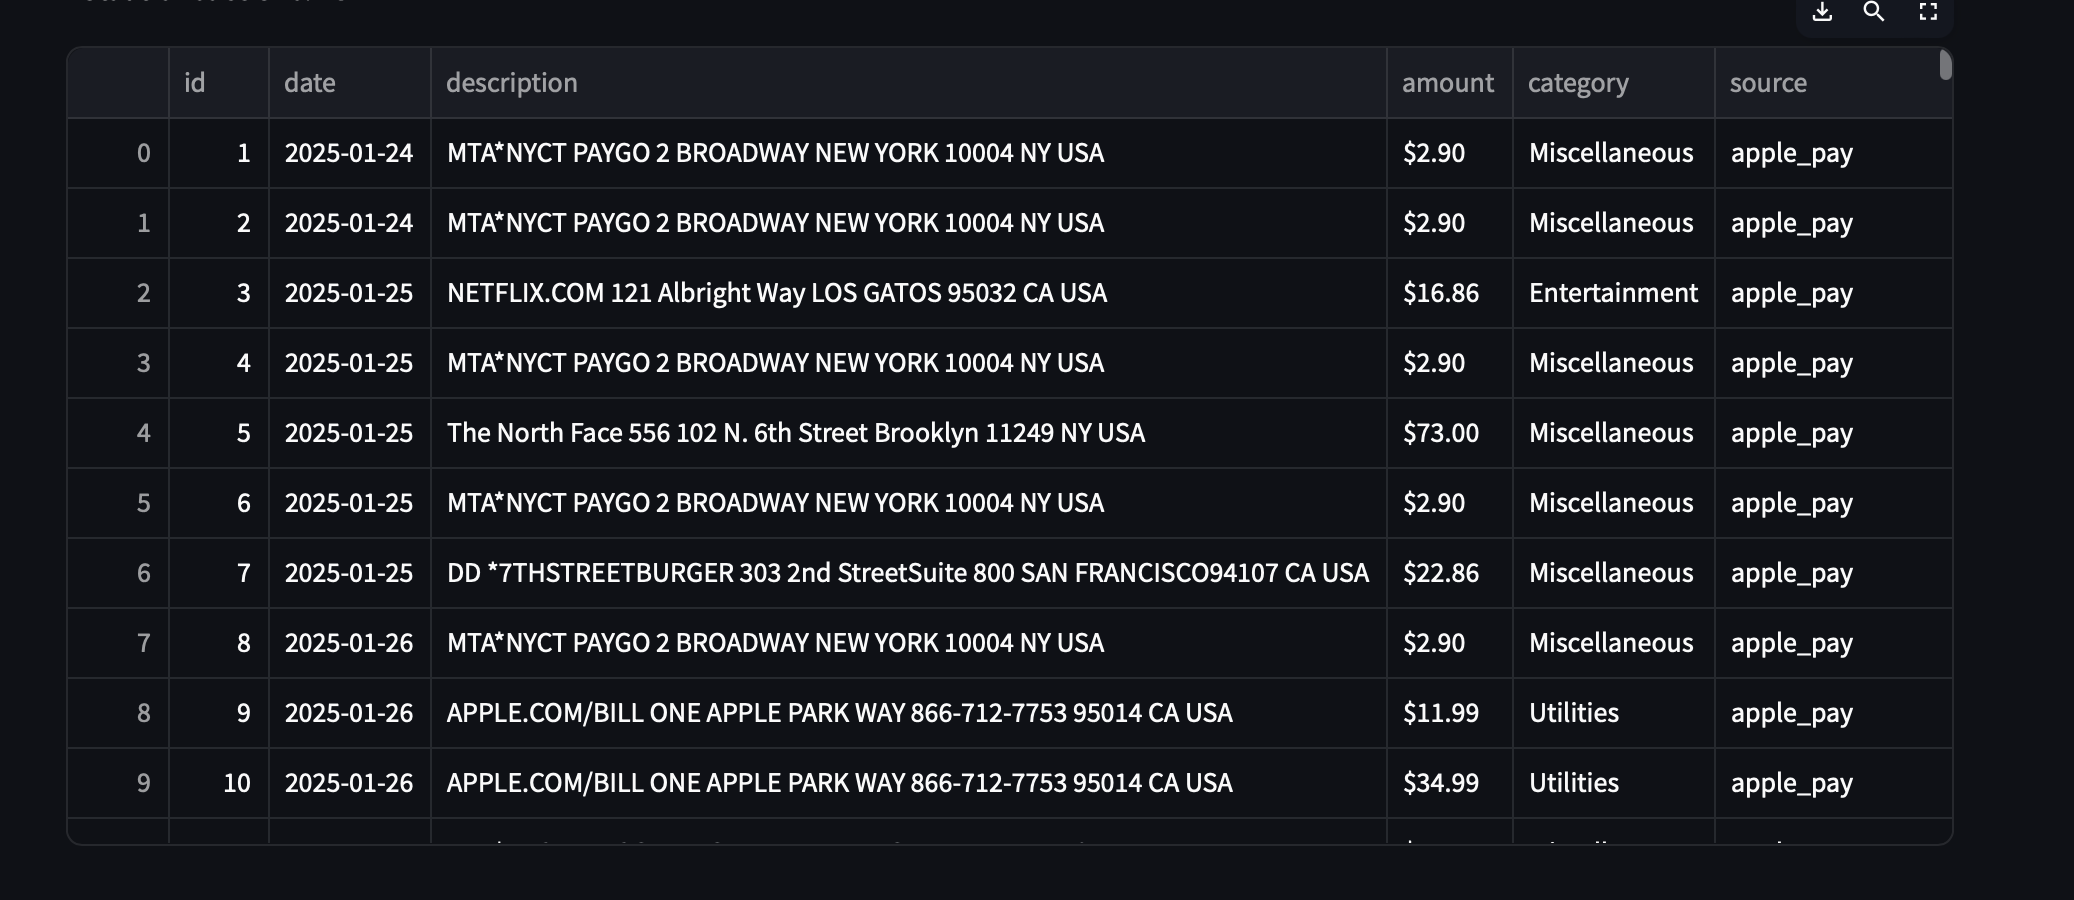 id date description amount category source
0 1 2025-01-24 MTA*NYCT PAYGO 2 BROADWAY NEW YORK 10004 NY USA $2.90 Miscellaneous apple_pay
1 2 2025-01-24 MTA*NYCT PAYGO 2 BROADWAY NEW YORK 10004 NY USA $2.90 Miscellaneous apple_pay
2 3 2025-01-25 NETFLIX.COM 121 Albright Way LOS GATOS 95032 CA USA $16.86 Entertainment apple_pay
3 4 2025-01-25 MTA*NYCT PAYGO 2 BROADWAY NEW YORK 10004 NY USA $2.90 Miscellaneous apple_pay
4 5 2025-01-25 The North Face 556 102 N. 6th Street Brooklyn 11249 NY USA $73.00 Miscellaneous apple_pay
5 6 2025-01-25 MTA*NYCT PAYGO 2 BROADWAY NEW YORK 10004 NY USA $2.90 Miscellaneous apple_pay
6 7 2025-01-25 DD *7THSTREETBURGER 303 2nd StreetSuite 800 SAN FRANCISCO94107 CA USA $22.86 Miscellaneous apple_pay
7 8 2025-01-26 MTA*NYCT PAYGO 2 BROADWAY NEW YORK 10004 NY USA $2.90 Miscellaneous apple_pay
8 9 2025-01-26 APPLE.COM/BILL ONE APPLE PARK WAY 866-712-7753 95014 CA USA $11.99 Utilities apple_pay
9 10 2025-01-26 APPLE.COM/BILL ONE APPLE PARK WAY 866-712-7753 95014 CA USA $34.99 Utilities apple_pay